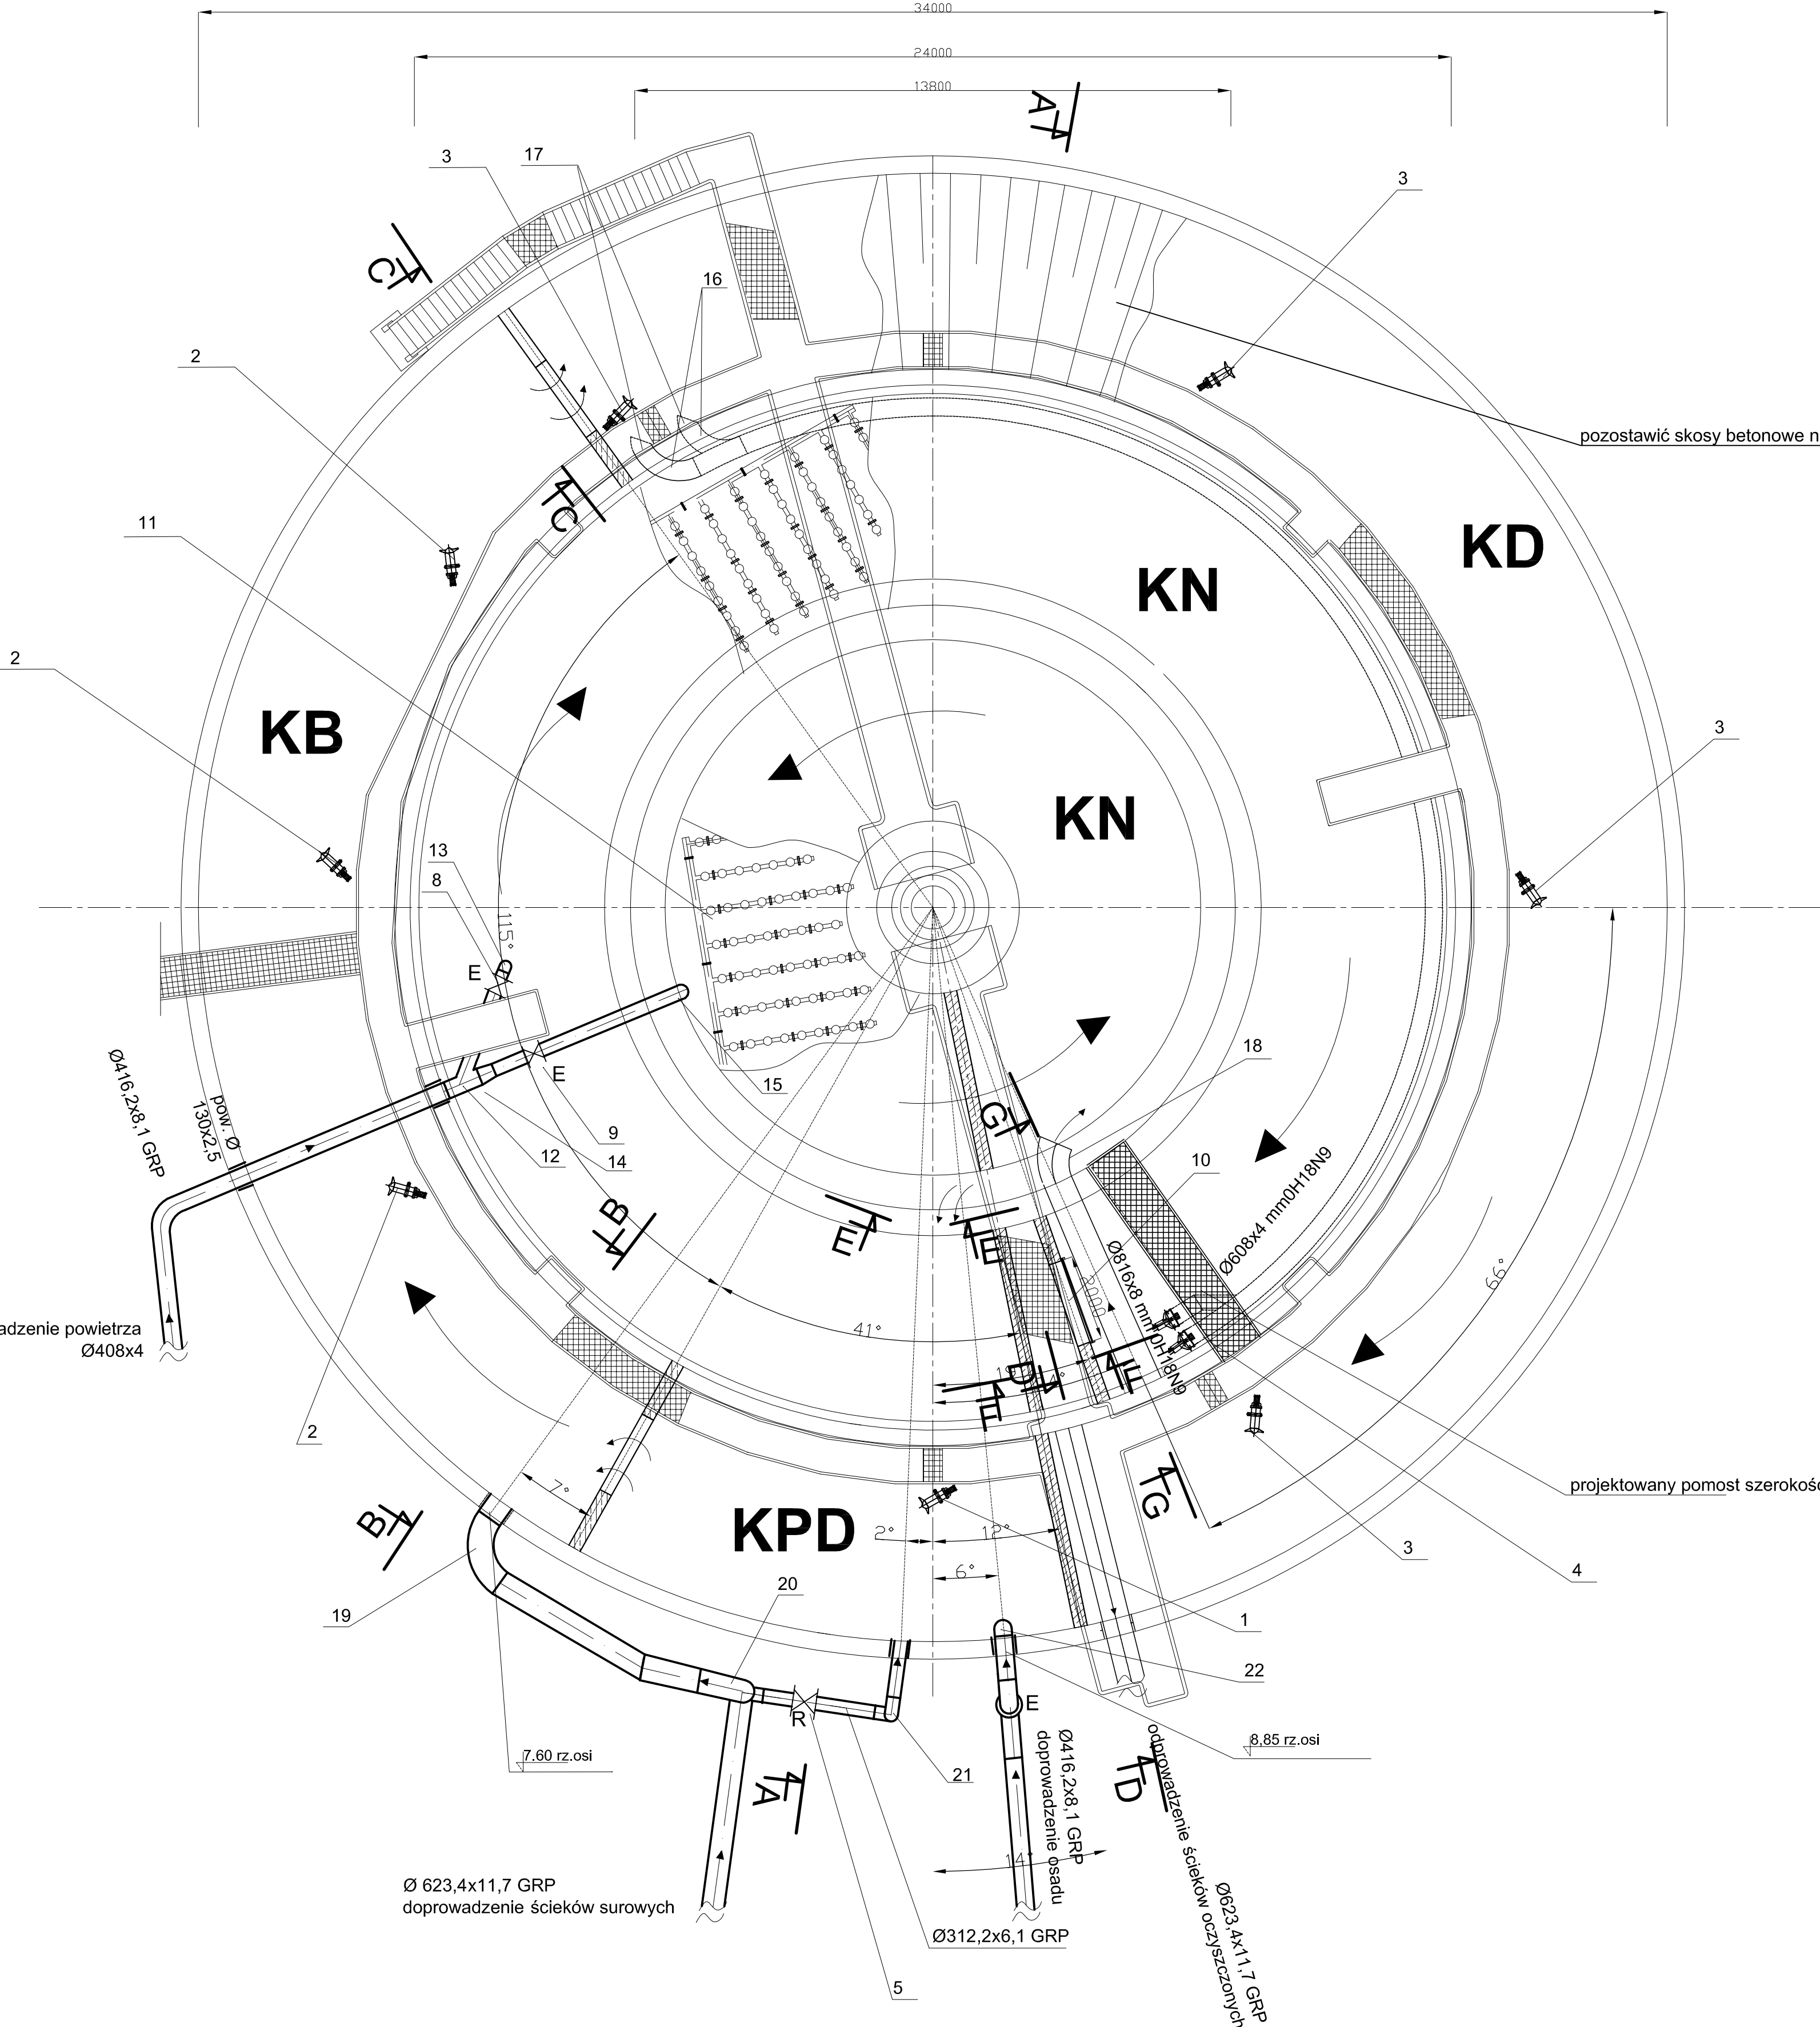 34000
24000
13800
A
3
17
3
C
16
2
pozostawić skosy betonowe n
11
C
KD
KN
2
KB
3
KN
13
8
115°
E
Ø416,2x8,1 GRP
pow. Ø
130x2,5
E
15
18
G
9
12
14
10
B
E
E
Ø816x8 mm0H18N9
Ø608x4 mm0H18N9
66°
adzenie powietrza
Ø408x4
41°
D
F
F
2
7°
B
KPD
2°
12°
6°
G
projektowany pomost szerokośc
3
4
19
20
1
22
R
E
7.60 rz.osi
8,85 rz.osi
21
A
D
Ø416,2x8,1 GRP
doprowadzenie osadu
14°
odprowadzenie ścieków oczyszczonych
Ø623,4x11,7 GRP
Ø 623,4x11,7 GRP
doprowadzenie ścieków surowych
Ø312,2x6,1 GRP
5